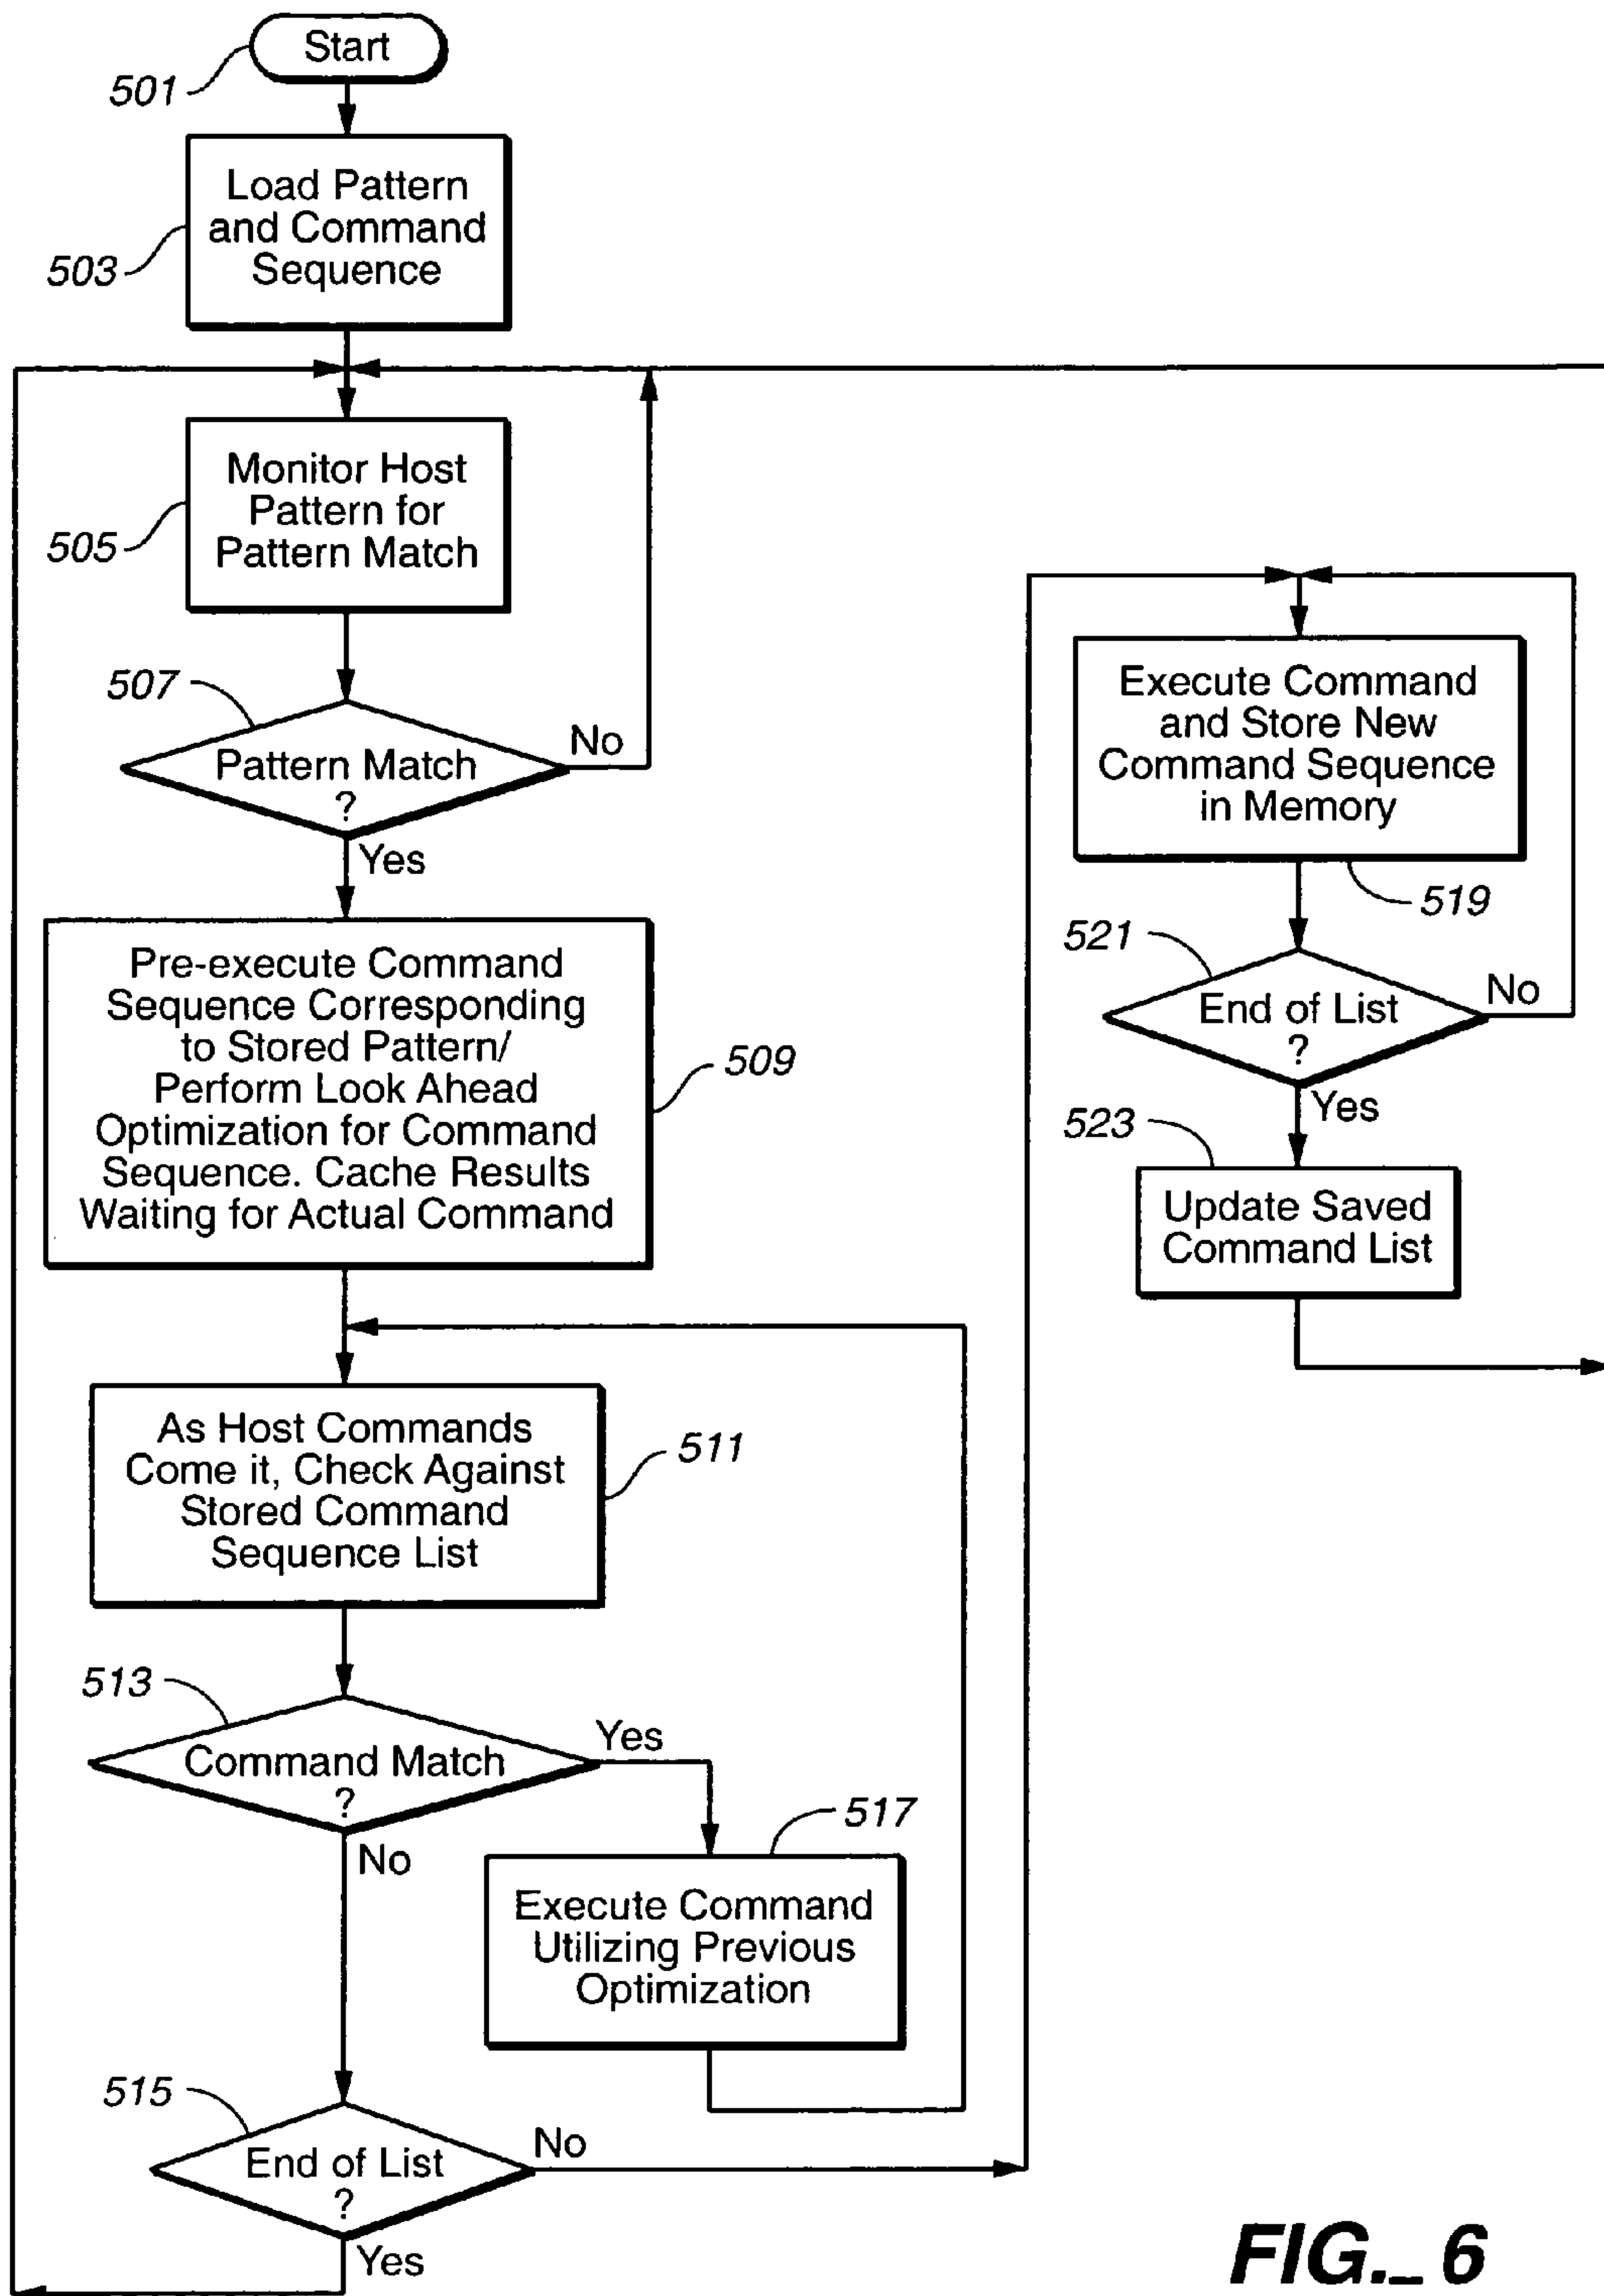 Start
501
Load Pattern
and Command
Sequence
503
Monitor Host
Pattern for
Pattern Match
505
507
Pattern Match
?
No
Yes
Pre-execute Command
Sequence Corresponding
to Stored Pattern/
Perform Look Ahead
Optimization for Command
Sequence. Cache Results
Waiting for Actual Command
509
As Host Commands
Come it, Check Against
Stored Command
Sequence List
511
513
Command Match
?
Yes
No
517
Execute Command
Utilizing Previous
Optimization
515
End of List
?
No
Yes
Execute Command
and Store New
Command Sequence
in Memory
519
521
End of List
?
No
Yes
523
Update Saved
Command List
FIG._ 6